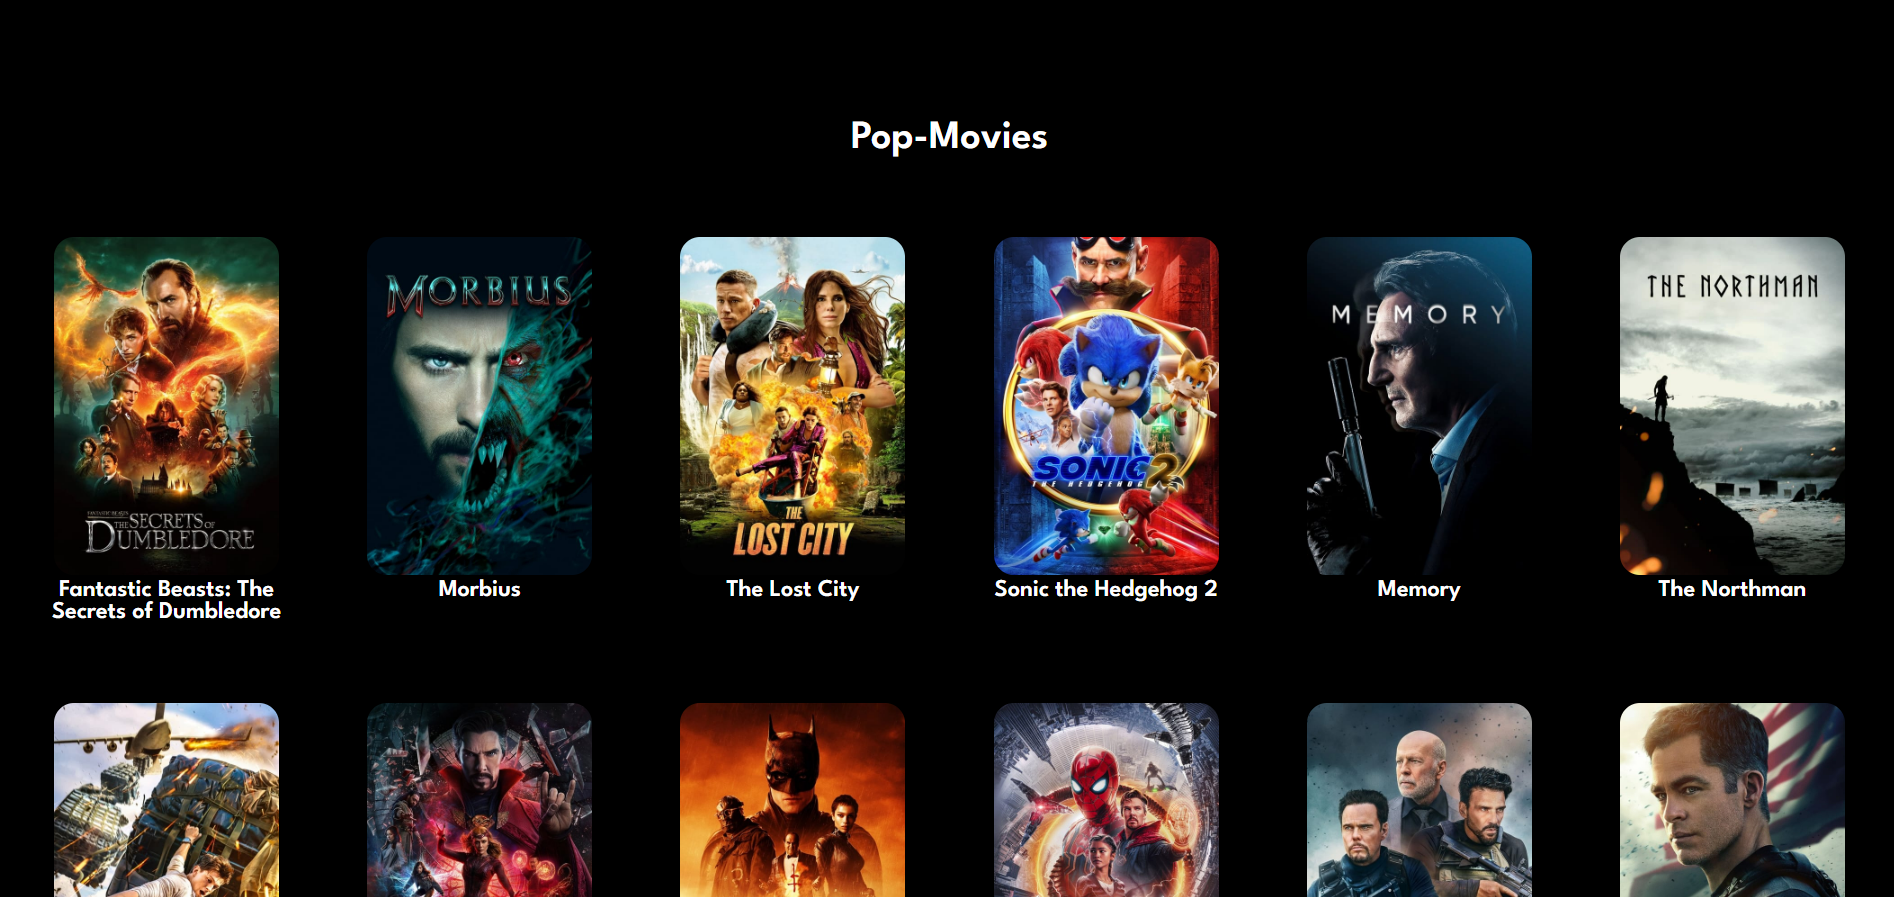 Pop-Movies
FANTASTIC BEASTS
THE SECRETS OF
DUMBLEDORE
MORBIUS
THE
LOST CITY
SONIC 2
THE HEDGEHOG
MEMORY
THE NORTHMAN
Fantastic Beasts: The
Secrets of Dumbledore
Morbius
The Lost City
Sonic the Hedgehog 2
Memory
The Northman